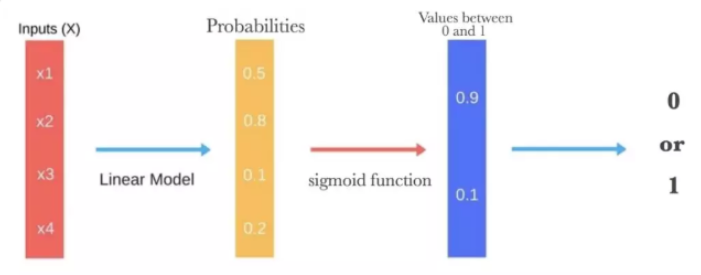 Inputs (X)
x1
x2
x3
x4
Linear Model
Probabilities
0.5
0.8
0.1
0.2
sigmoid function
Values between
0 and 1
0.9
0.1
0
or
1